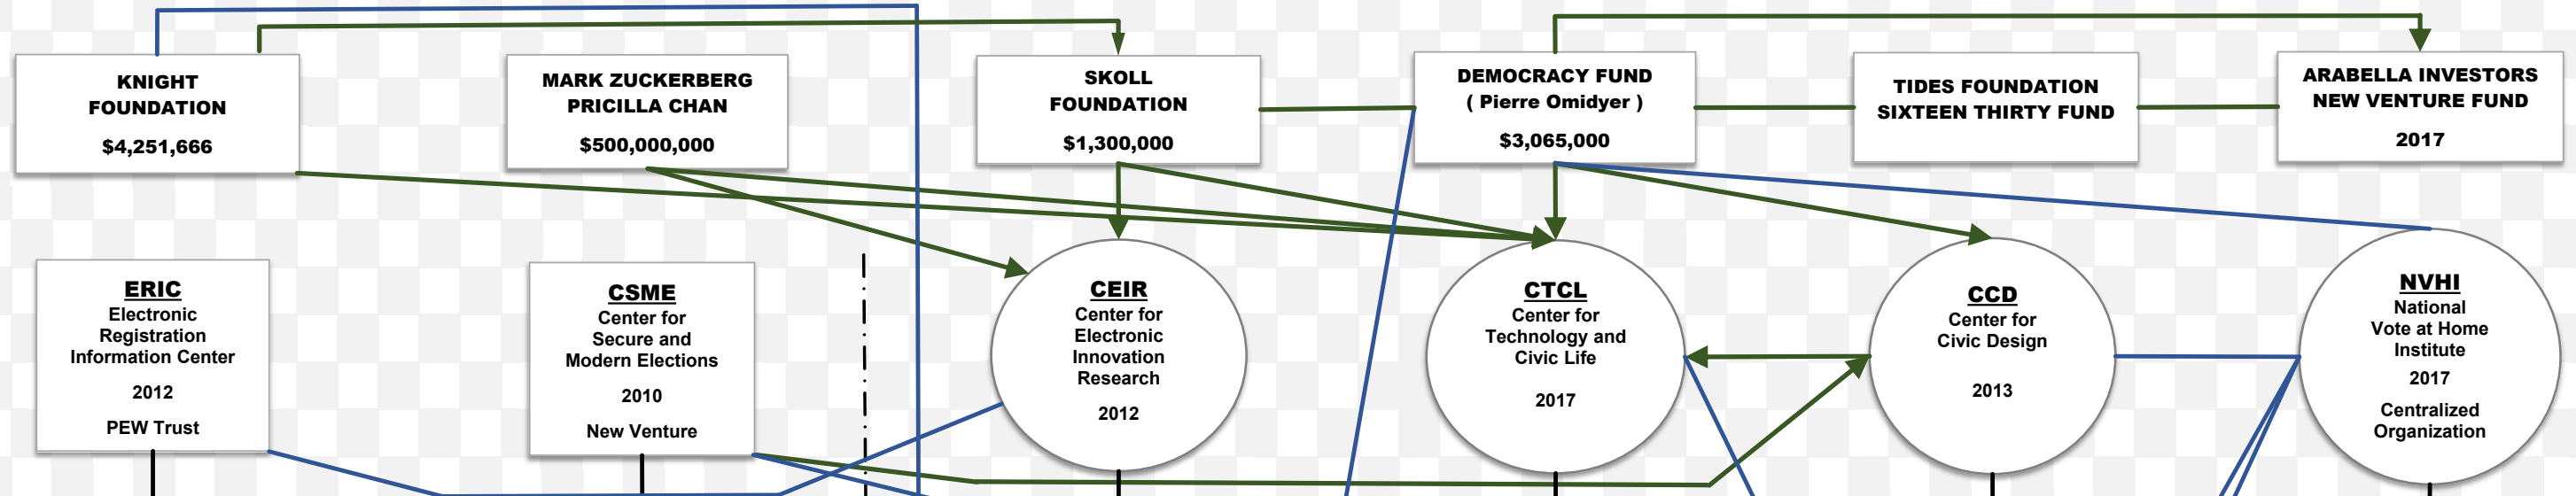 KNIGHT
FOUNDATION
$4,251,666
MARK ZUCKERBERG
PRICILLA CHAN
$500,000,000
SKOLL
FOUNDATION
$1,300,000
DEMOCRACY FUND
( Pierre Omidyer )
$3,065,000
TIDES FOUNDATION
SIXTEEN THIRTY FUND
ARABELLA INVESTORS
NEW VENTURE FUND
2017
ERIC
Electronic
Registration
Information Center
2012
PEW Trust
CSME
Center for
Secure and
Modern Elections
2010
New Venture
CEIR
Center for
Electronic
Innovation
Research
2012
CTCL
Center for
Technology and
Civic Life
2017
CCD
Center for
Civic Design
2013
NVHI
National
Vote at Home
Institute
2017
Centralized
Organization